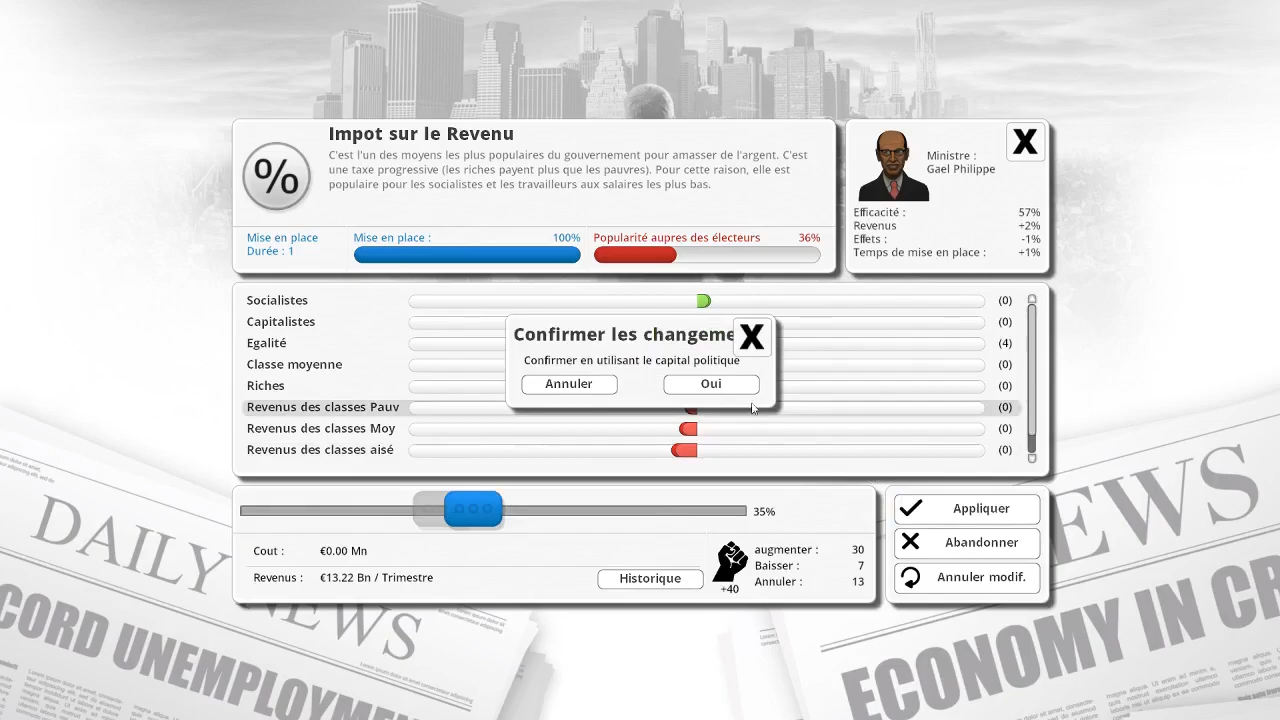 Impot sur le Revenu
C'est l'un des moyens les plus populaires du gouvernement pour amasser de l'argent. C'est
une taxe progressive (les riches payent plus que les pauvres). Pour cette raison, elle est
populaire pour les socialistes et les travailleurs aux salaires les plus bas.
%
Mise en place
Durée : 1
Mise en place : 100%
Popularité aupres des électeurs 36%
X
Ministre :
Gael Philippe
Efficacité : 57%
Revenus +2%
Effets : -1%
Temps de mise en place : +1%
Socialistes (0)
Capitalistes (0)
Egalité (4)
Classe moyenne (0)
Riches (0)
Revenus des classes Pauv (0)
Revenus des classes Moy (0)
Revenus des classes aisé (0)
Confirmer les changeme
X
Confirmer en utilisant le capital politique
Annuler
Oui
35%
Cout : €0.00 Mn
Revenus : €13.22 Bn / Trimestre
Historique
+40
augmenter : 30
Baisser : 7
Annuler : 13
Appliquer
Abandonner
Annuler modif.
DAILY NEWS
CORD UNEMPLOYM
EWS
ECONOMY IN CR